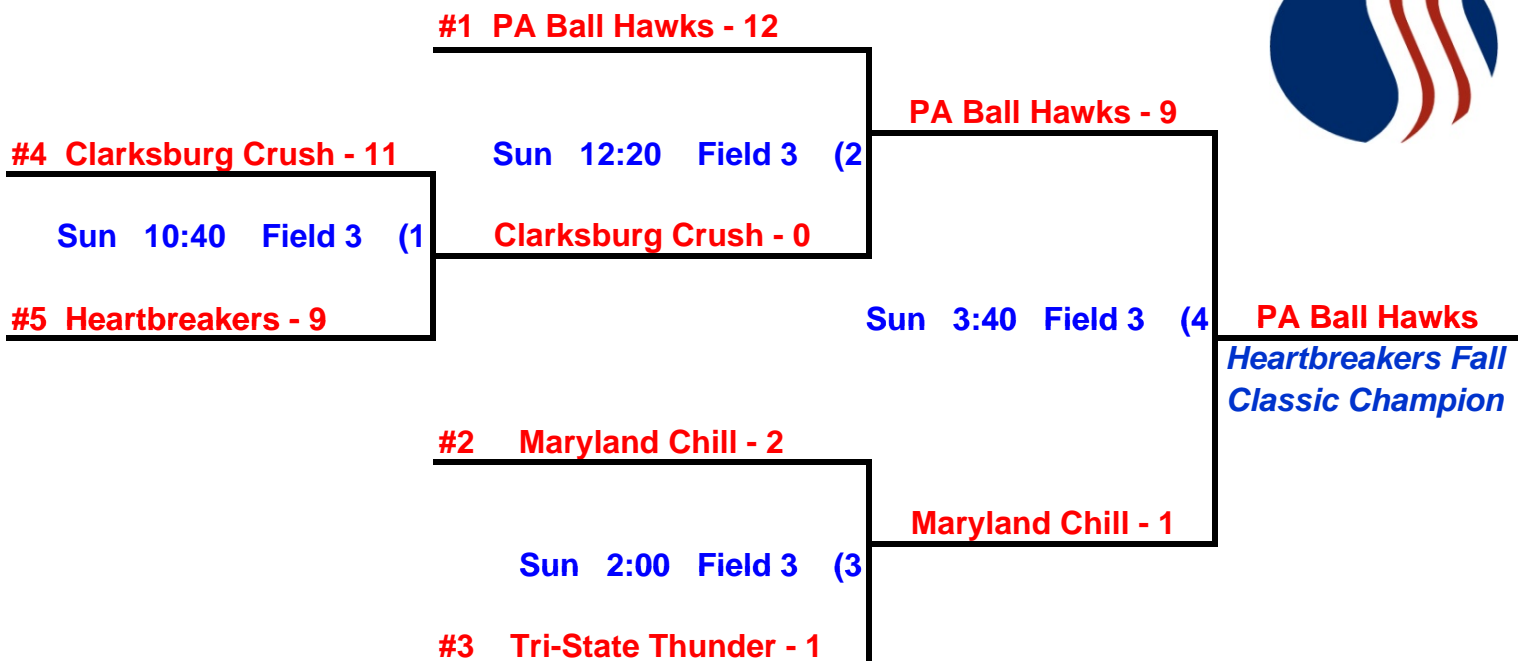 #1 PA Ball Hawks - 12
PA Ball Hawks - 9
#4 Clarksburg Crush - 11
Sun 12:20 Field 3 (2
Sun 10:40 Field 3 (1
Clarksburg Crush - 0
#5 Heartbreakers - 9
Sun 3:40 Field 3 (4
PA Ball Hawks
Heartbreakers Fall
Classic Champion
#2 Maryland Chill - 2
Maryland Chill - 1
Sun 2:00 Field 3 (3
#3 Tri-State Thunder - 1